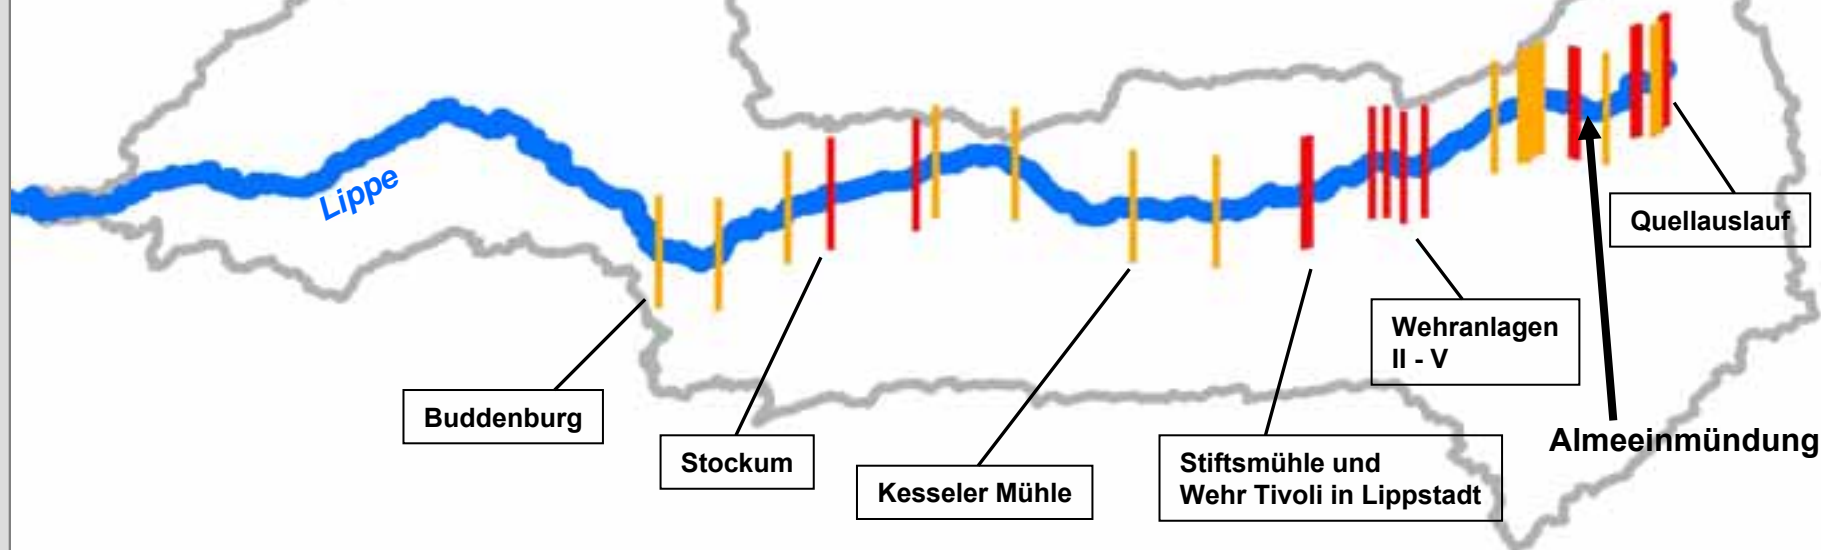 Lippe
Quellauslauf
Wehranlagen
II - V
Buddenburg
Almeeinmündung
Stockum
Stiftsmühle und
Wehr Tivoli in Lippstadt
Kesseler Mühle